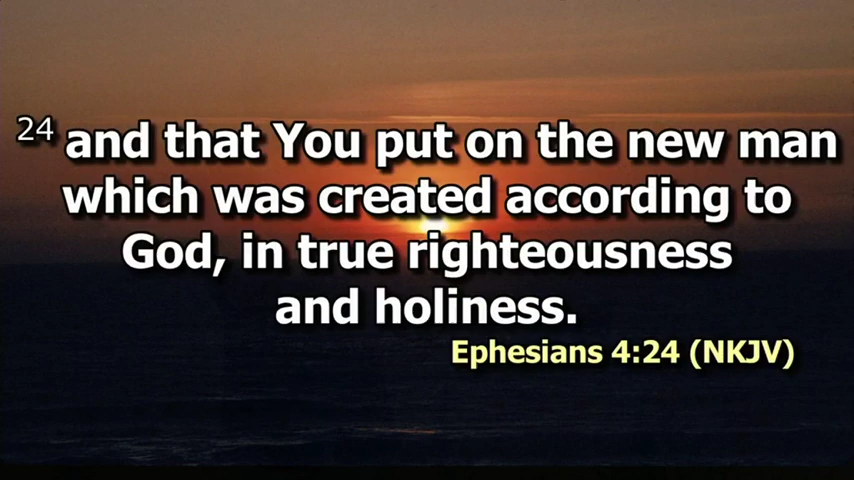 24 and that You put on the new man
which was created according to
God, in true righteousness
and holiness.
Ephesians 4:24 (NKJV)